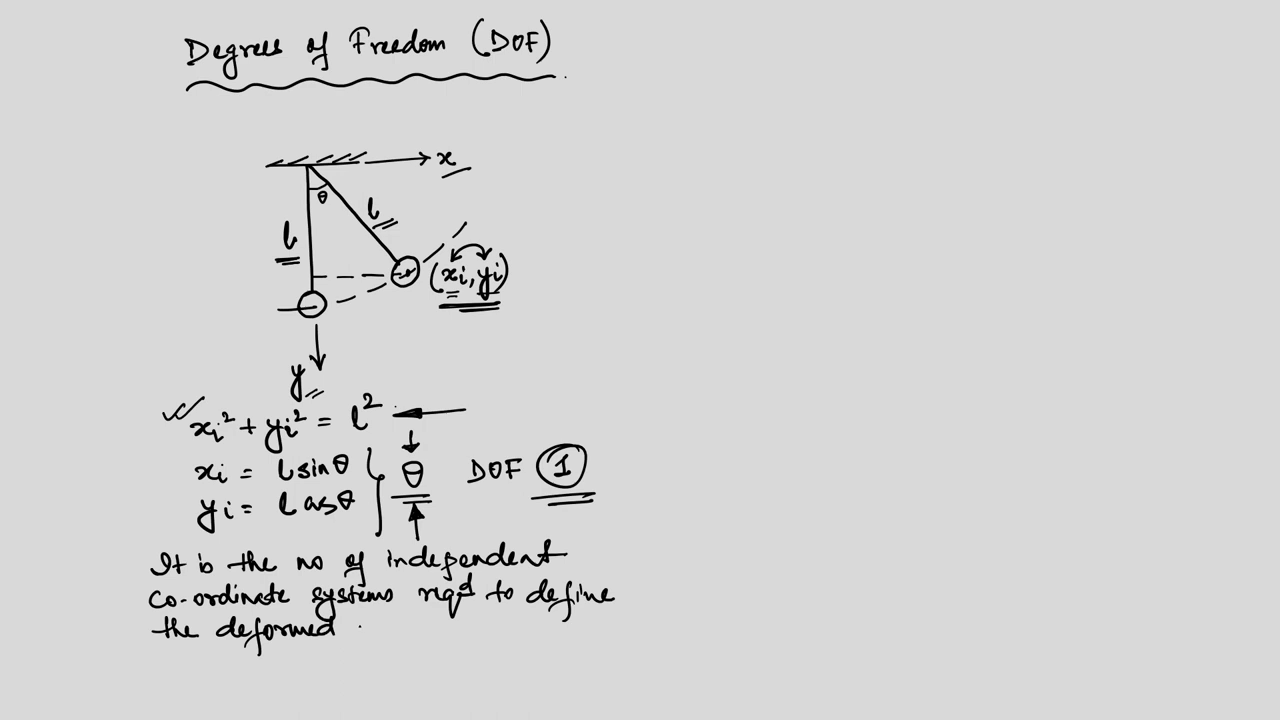 Degrees of Freedom (DOF)
x
θ
l
l
(xi, yi)
y
xi² + yi² = l²
xi = l sinθ
θ DOF 1
yi = l cosθ
It is the no of independent
co-ordinate systems reqd to define
the deformed